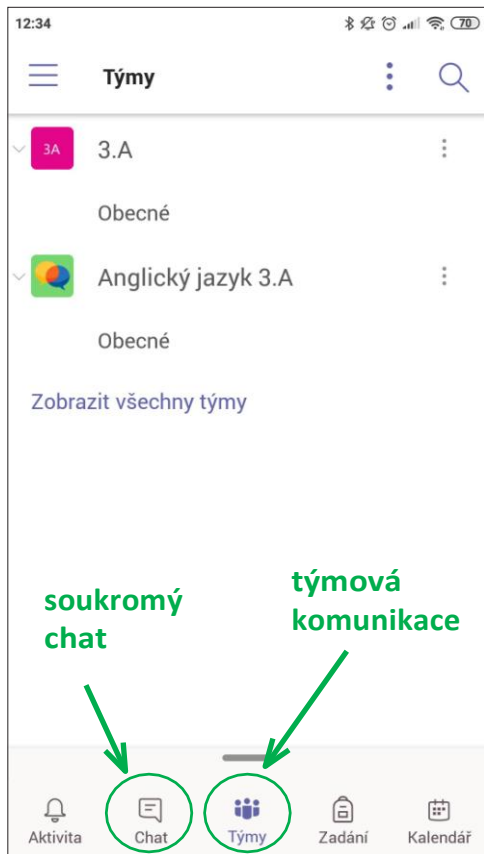 12:34
70
Týmy
3A
3.A
Obecné
Anglický jazyk 3.A
Obecné
Zobrazit všechny týmy
soukromý
chat
týmová
komunikace
Aktivita
Chat
Týmy
Zadání
Kalendář